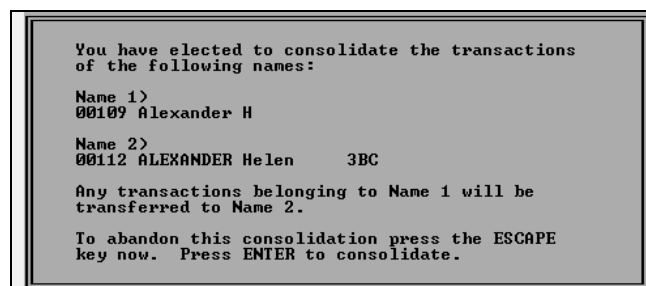 You have elected to consolidate the transactions
of the following names:
Name 1)
00109 Alexander H
Name 2)
00112 ALEXANDER Helen 3BC
Any transactions belonging to Name 1 will be
transferred to Name 2.
To abandon this consolidation press the ESCAPE
key now. Press ENTER to consolidate.